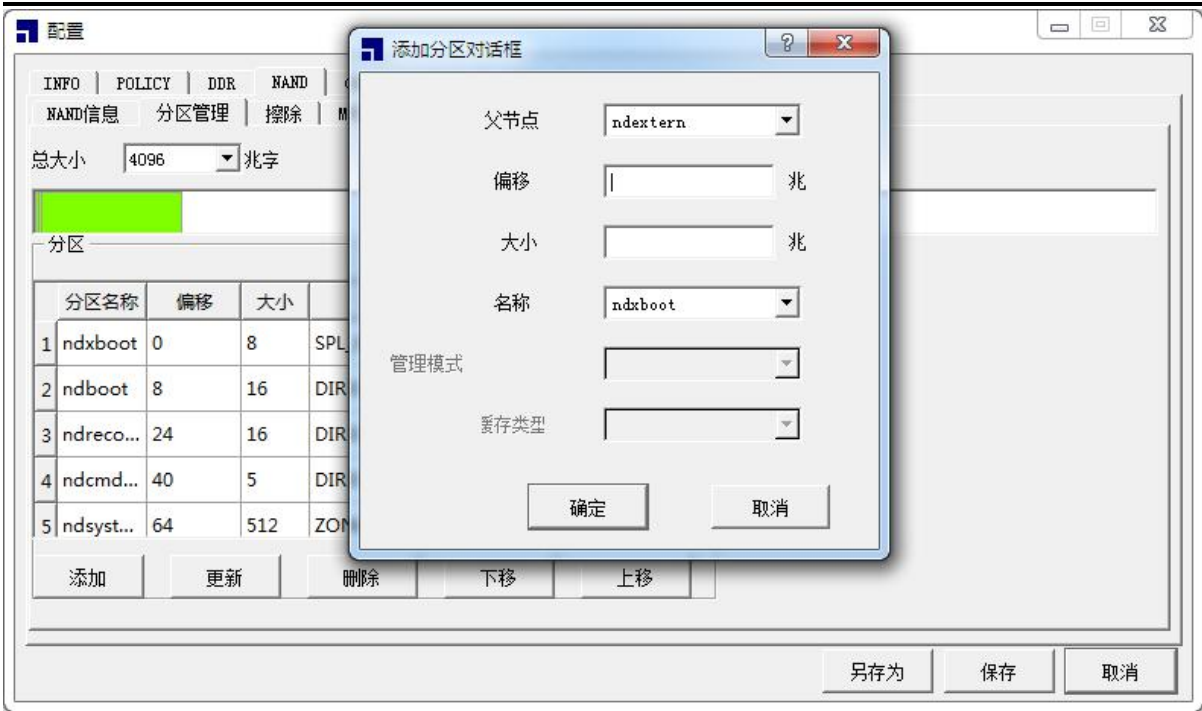 配置
添加分区对话框
INFO POLICY DDR NAND
NAND信息 分区管理 擦除 M
总大小 4096 兆字
父节点 ndextern
偏移 兆
大小 兆
名称 ndxboot
管理模式
缓存类型
确定 取消
分区
分区名称 偏移 大小
1 ndxboot 0 8 SPL_
2 ndboot 8 16 DIR
3 ndreco... 24 16 DIR
4 ndcmd... 40 5 DIR
5 ndsyst... 64 512 ZON
添加 更新 删除 下移 上移
另存为 保存 取消